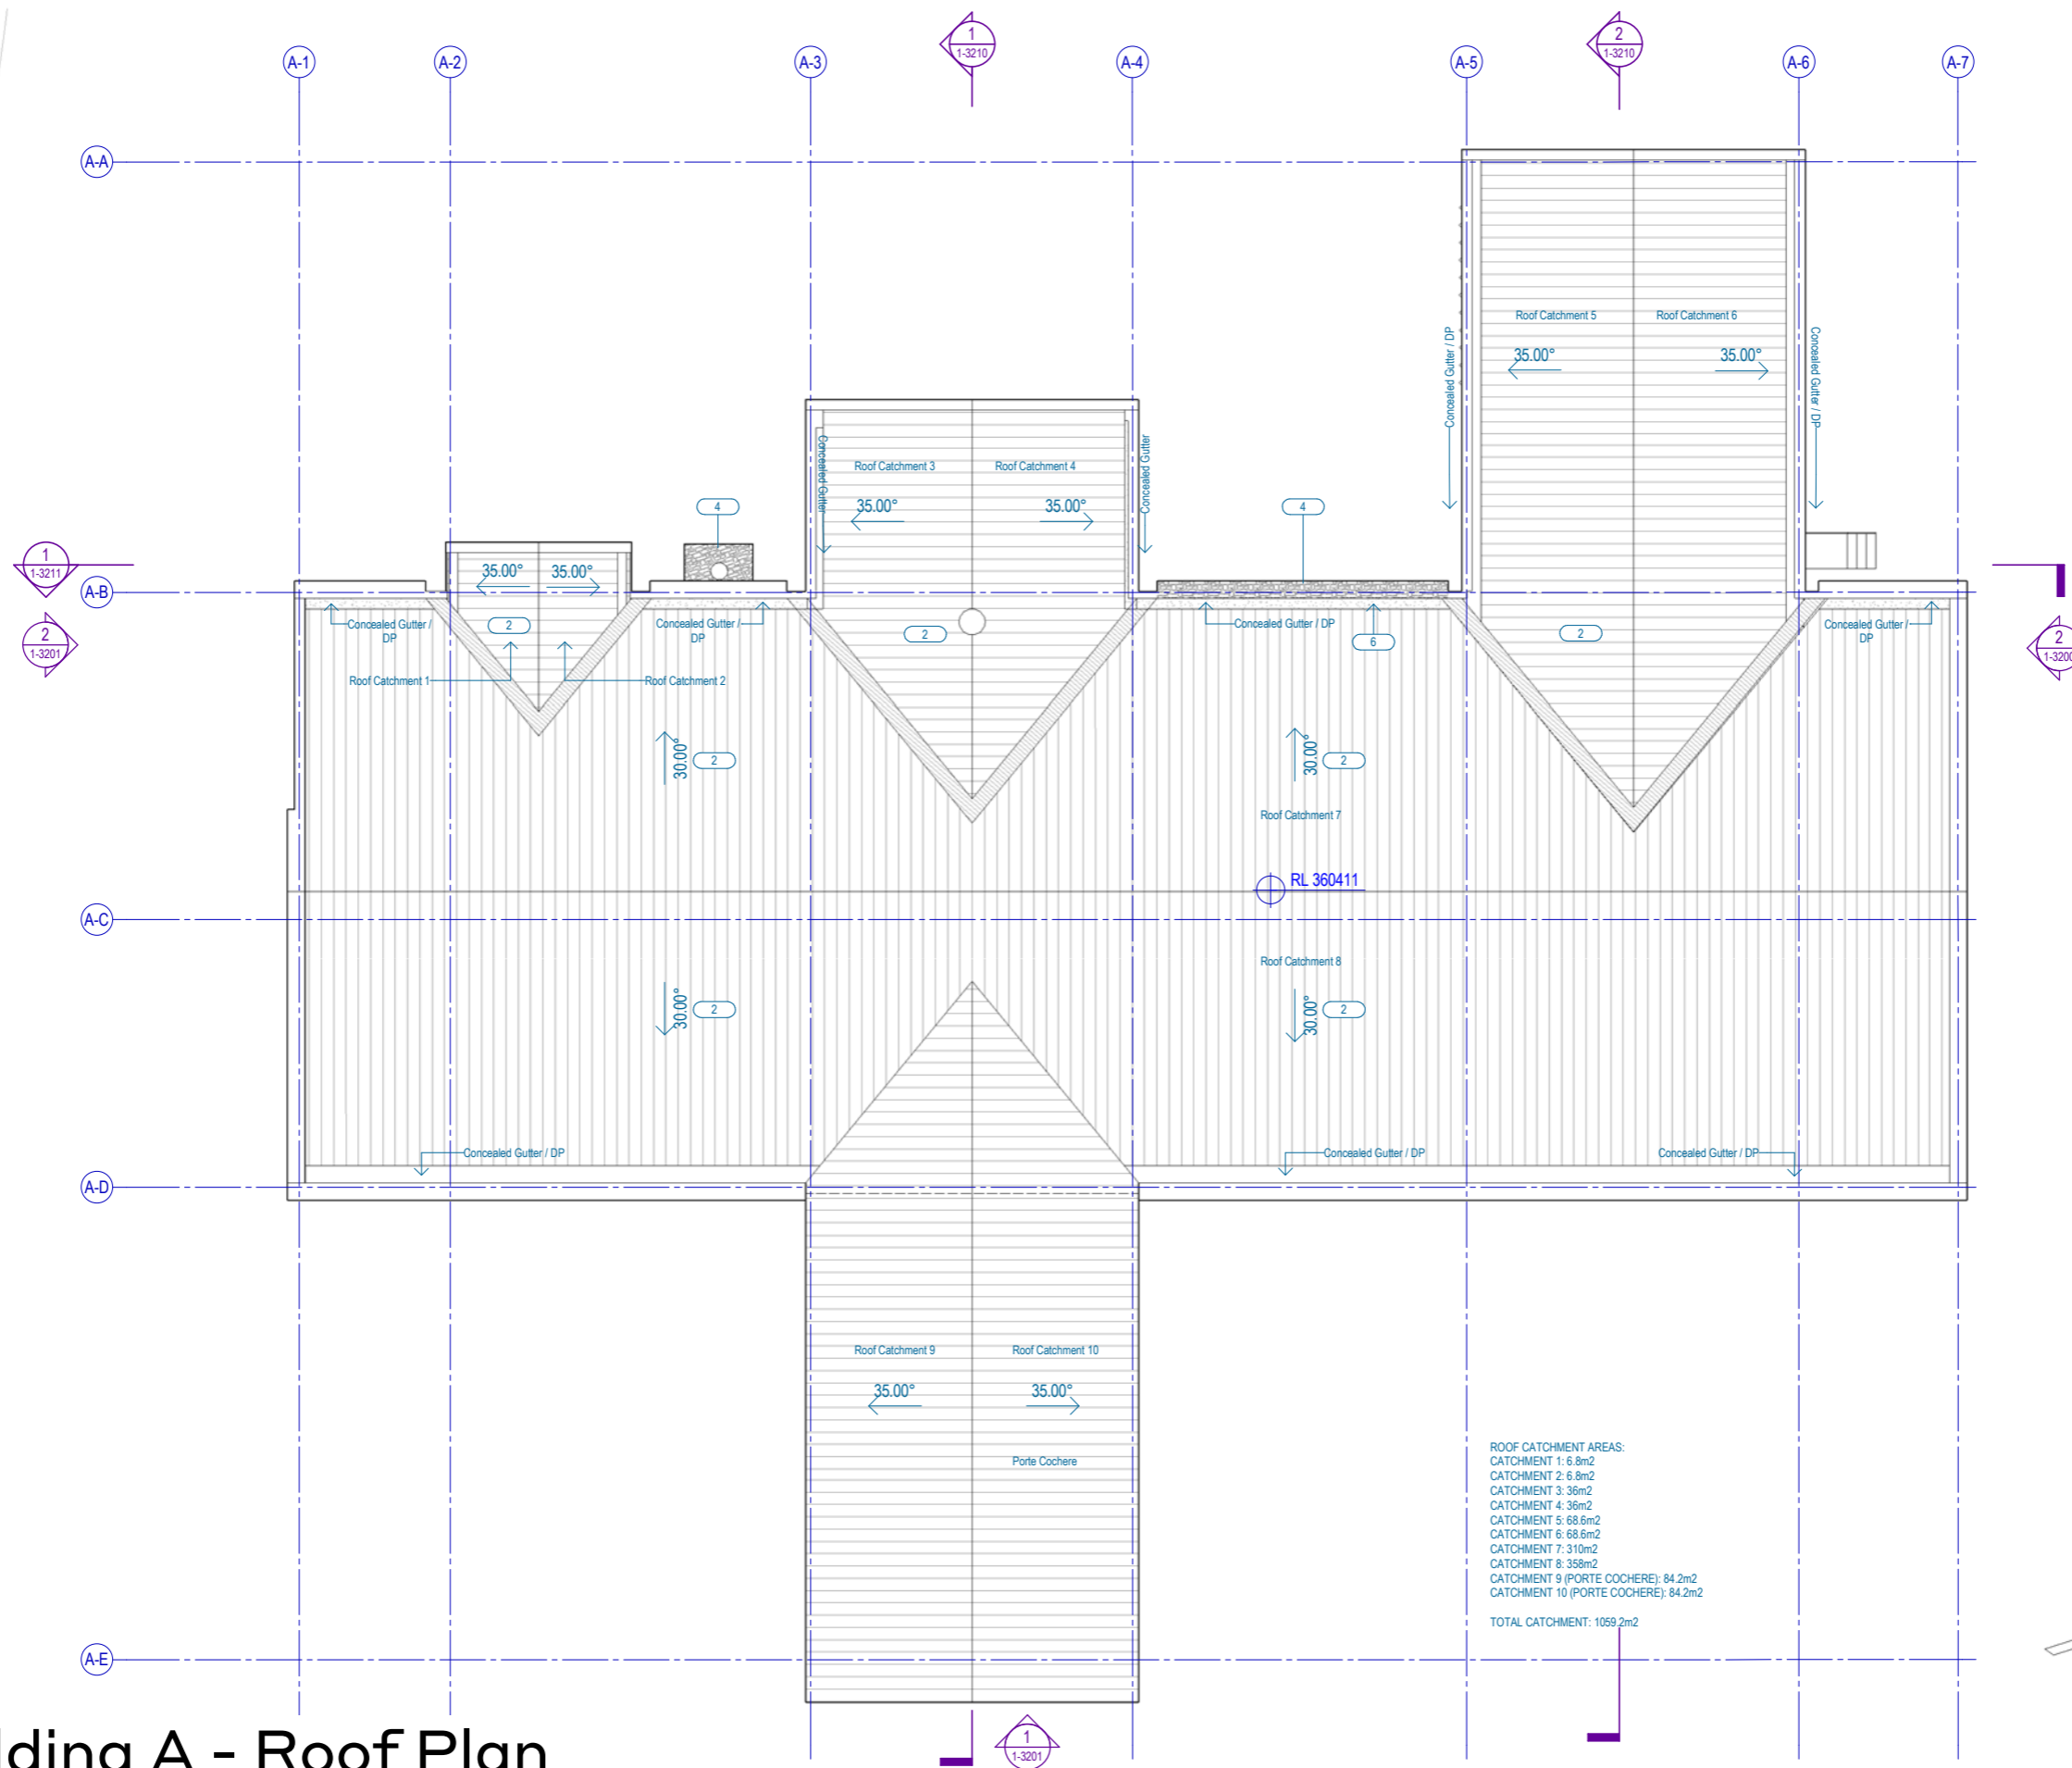 1
1-3210
2
1-3210
A-1
A-2
A-3
A-4
A-5
A-6
A-7
A-A
Roof Catchment 5
Roof Catchment 6
35.00°
35.00°
Concealed Gutter / DP
Concealed Gutter / DP
Concealed Gutter
Concealed Gutter
Roof Catchment 3
Roof Catchment 4
35.00°
35.00°
4
4
1
1-3211
A-B
35.00°
35.00°
2
1-3201
Concealed Gutter /
DP
2
Concealed Gutter /
DP
2
Concealed Gutter / DP
6
2
Concealed Gutter /
DP
2
1-3200
Roof Catchment 1
Roof Catchment 2
30.00°
2
30.00°
2
Roof Catchment 7
RL 360411
A-C
Roof Catchment 8
30.00°
2
30.00°
2
Concealed Gutter / DP
Concealed Gutter / DP
Concealed Gutter / DP
A-D
Roof Catchment 9
Roof Catchment 10
35.00°
35.00°
Porte Cochere
ROOF CATCHMENT AREAS:
CATCHMENT 1: 6.8m2
CATCHMENT 2: 6.8m2
CATCHMENT 3: 36m2
CATCHMENT 4: 36m2
CATCHMENT 5: 68.6m2
CATCHMENT 6: 68.6m2
CATCHMENT 7: 310m2
CATCHMENT 8: 358m2
CATCHMENT 9 (PORTE COCHERE): 84.2m2
CATCHMENT 10 (PORTE COCHERE): 84.2m2
TOTAL CATCHMENT: 1059.2m2
A-E
lding A - Roof Plan
1
1-3201